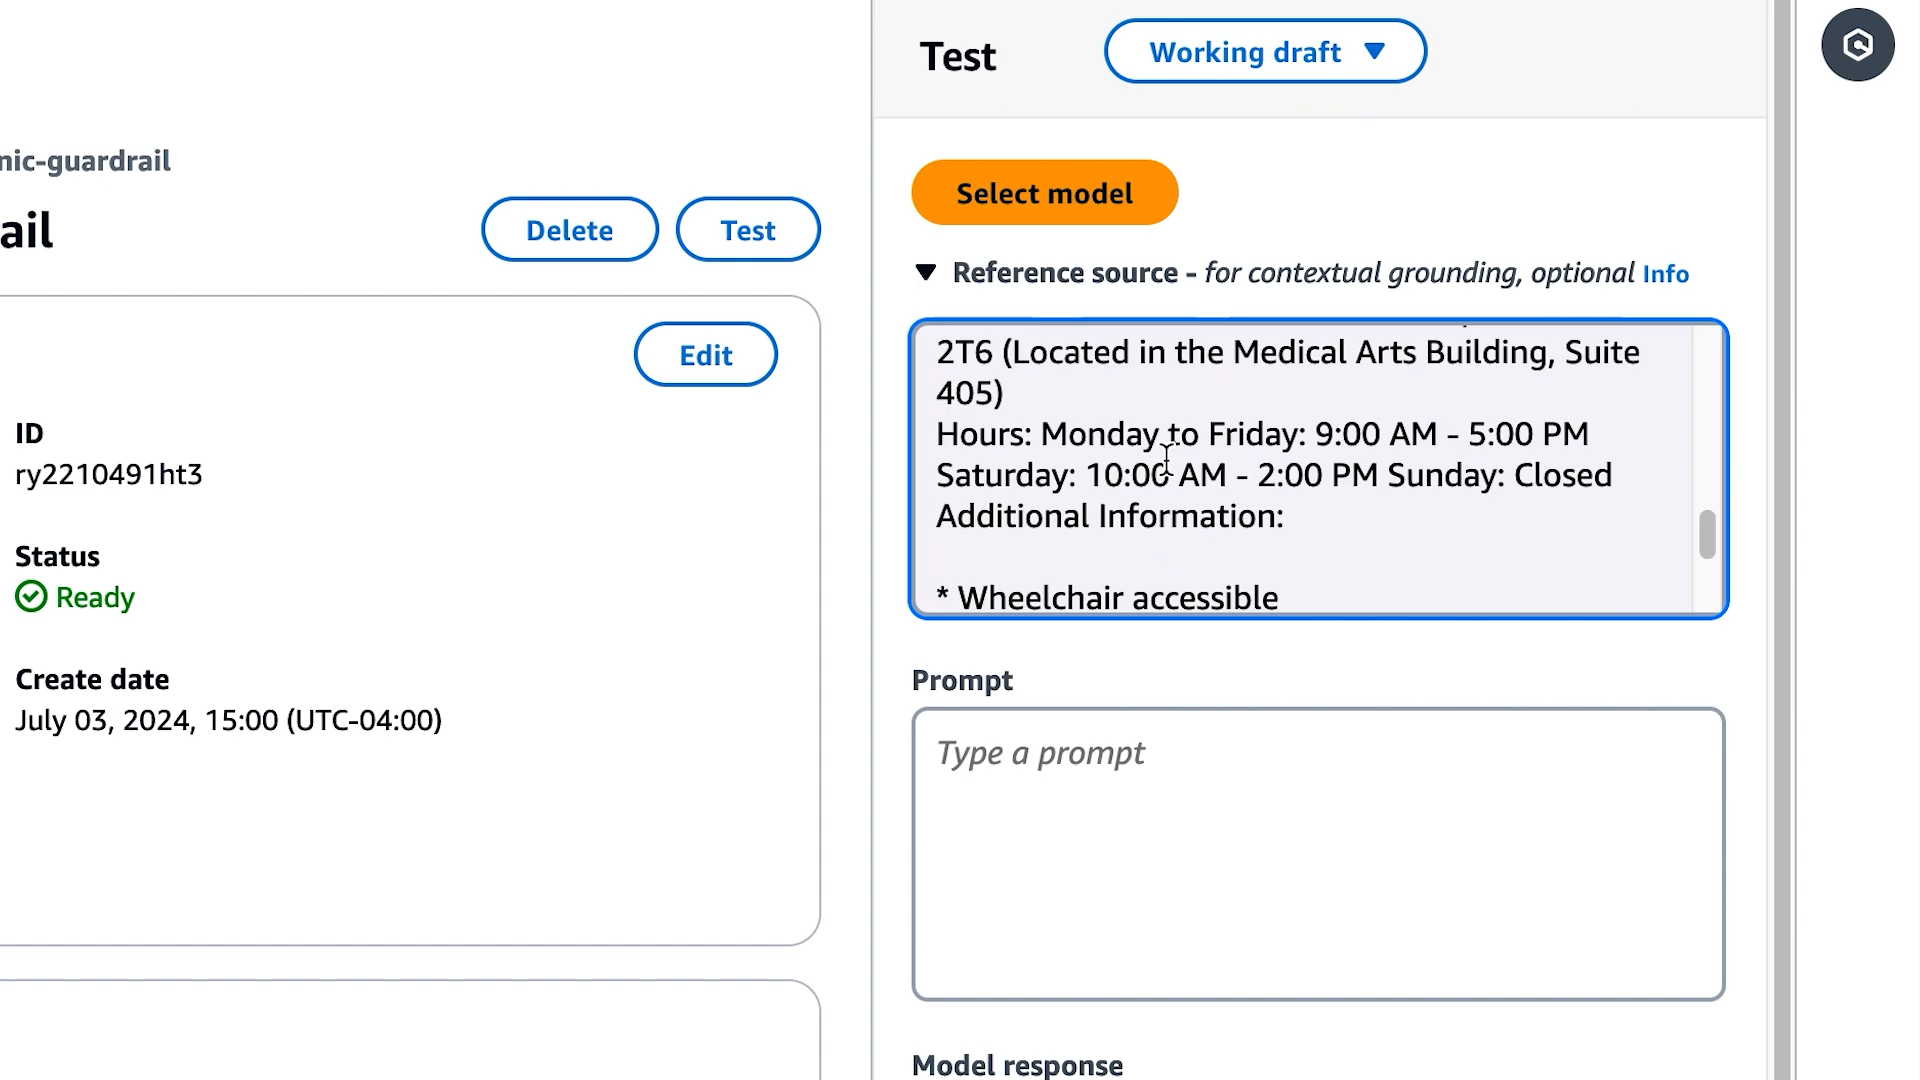 Test
Working draft
nic-guardrail
ail
Delete
Test
Select model
Reference source - for contextual grounding, optional Info
Edit
2T6 (Located in the Medical Arts Building, Suite
405)
Hours: Monday to Friday: 9:00 AM - 5:00 PM
Saturday: 10:00 AM - 2:00 PM Sunday: Closed
Additional Information:
* Wheelchair accessible
ID
ry2210491ht3
Status
Ready
Create date
July 03, 2024, 15:00 (UTC-04:00)
Prompt
Type a prompt
Model response